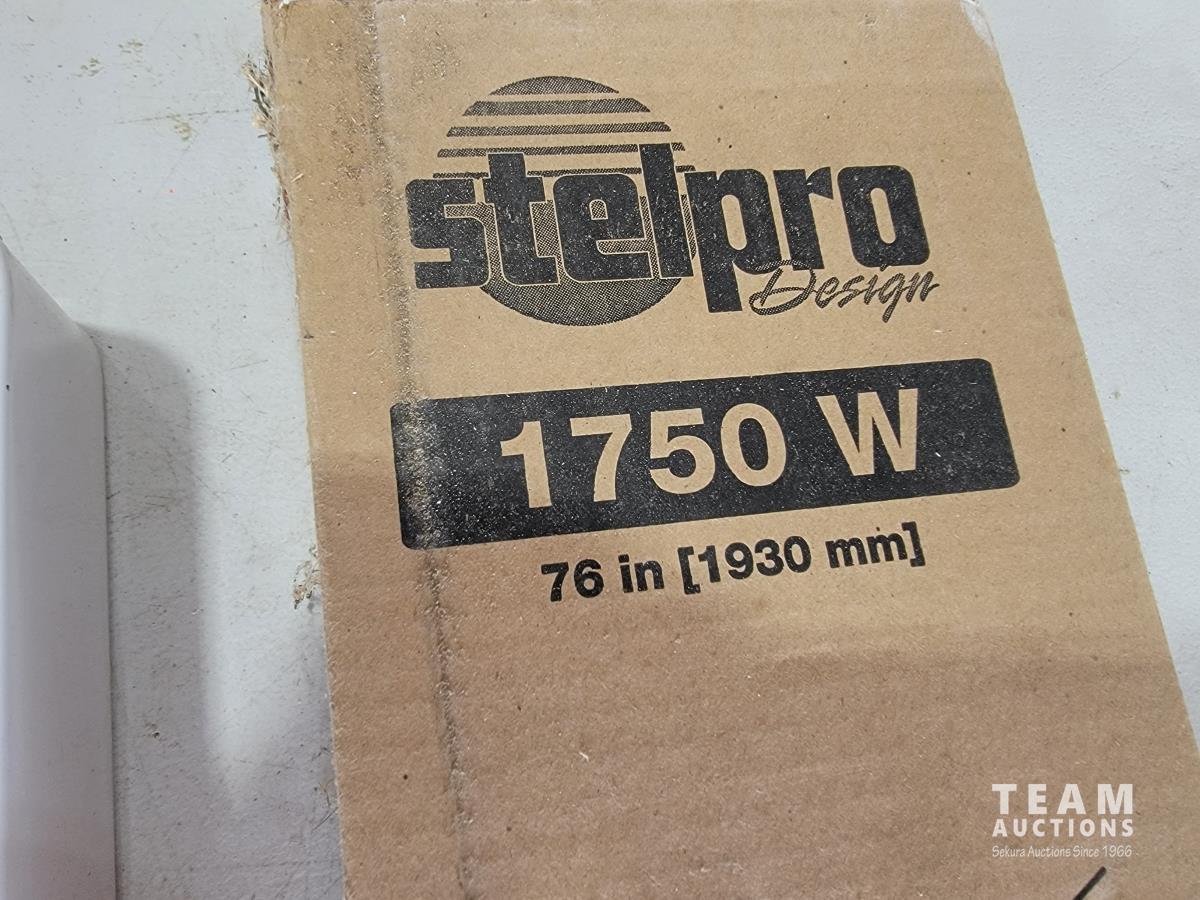 stelpro
Design
1750 W
76 in [1930 mm]
TEAM
AUCTIONS
Sekura Auctions Since 1966